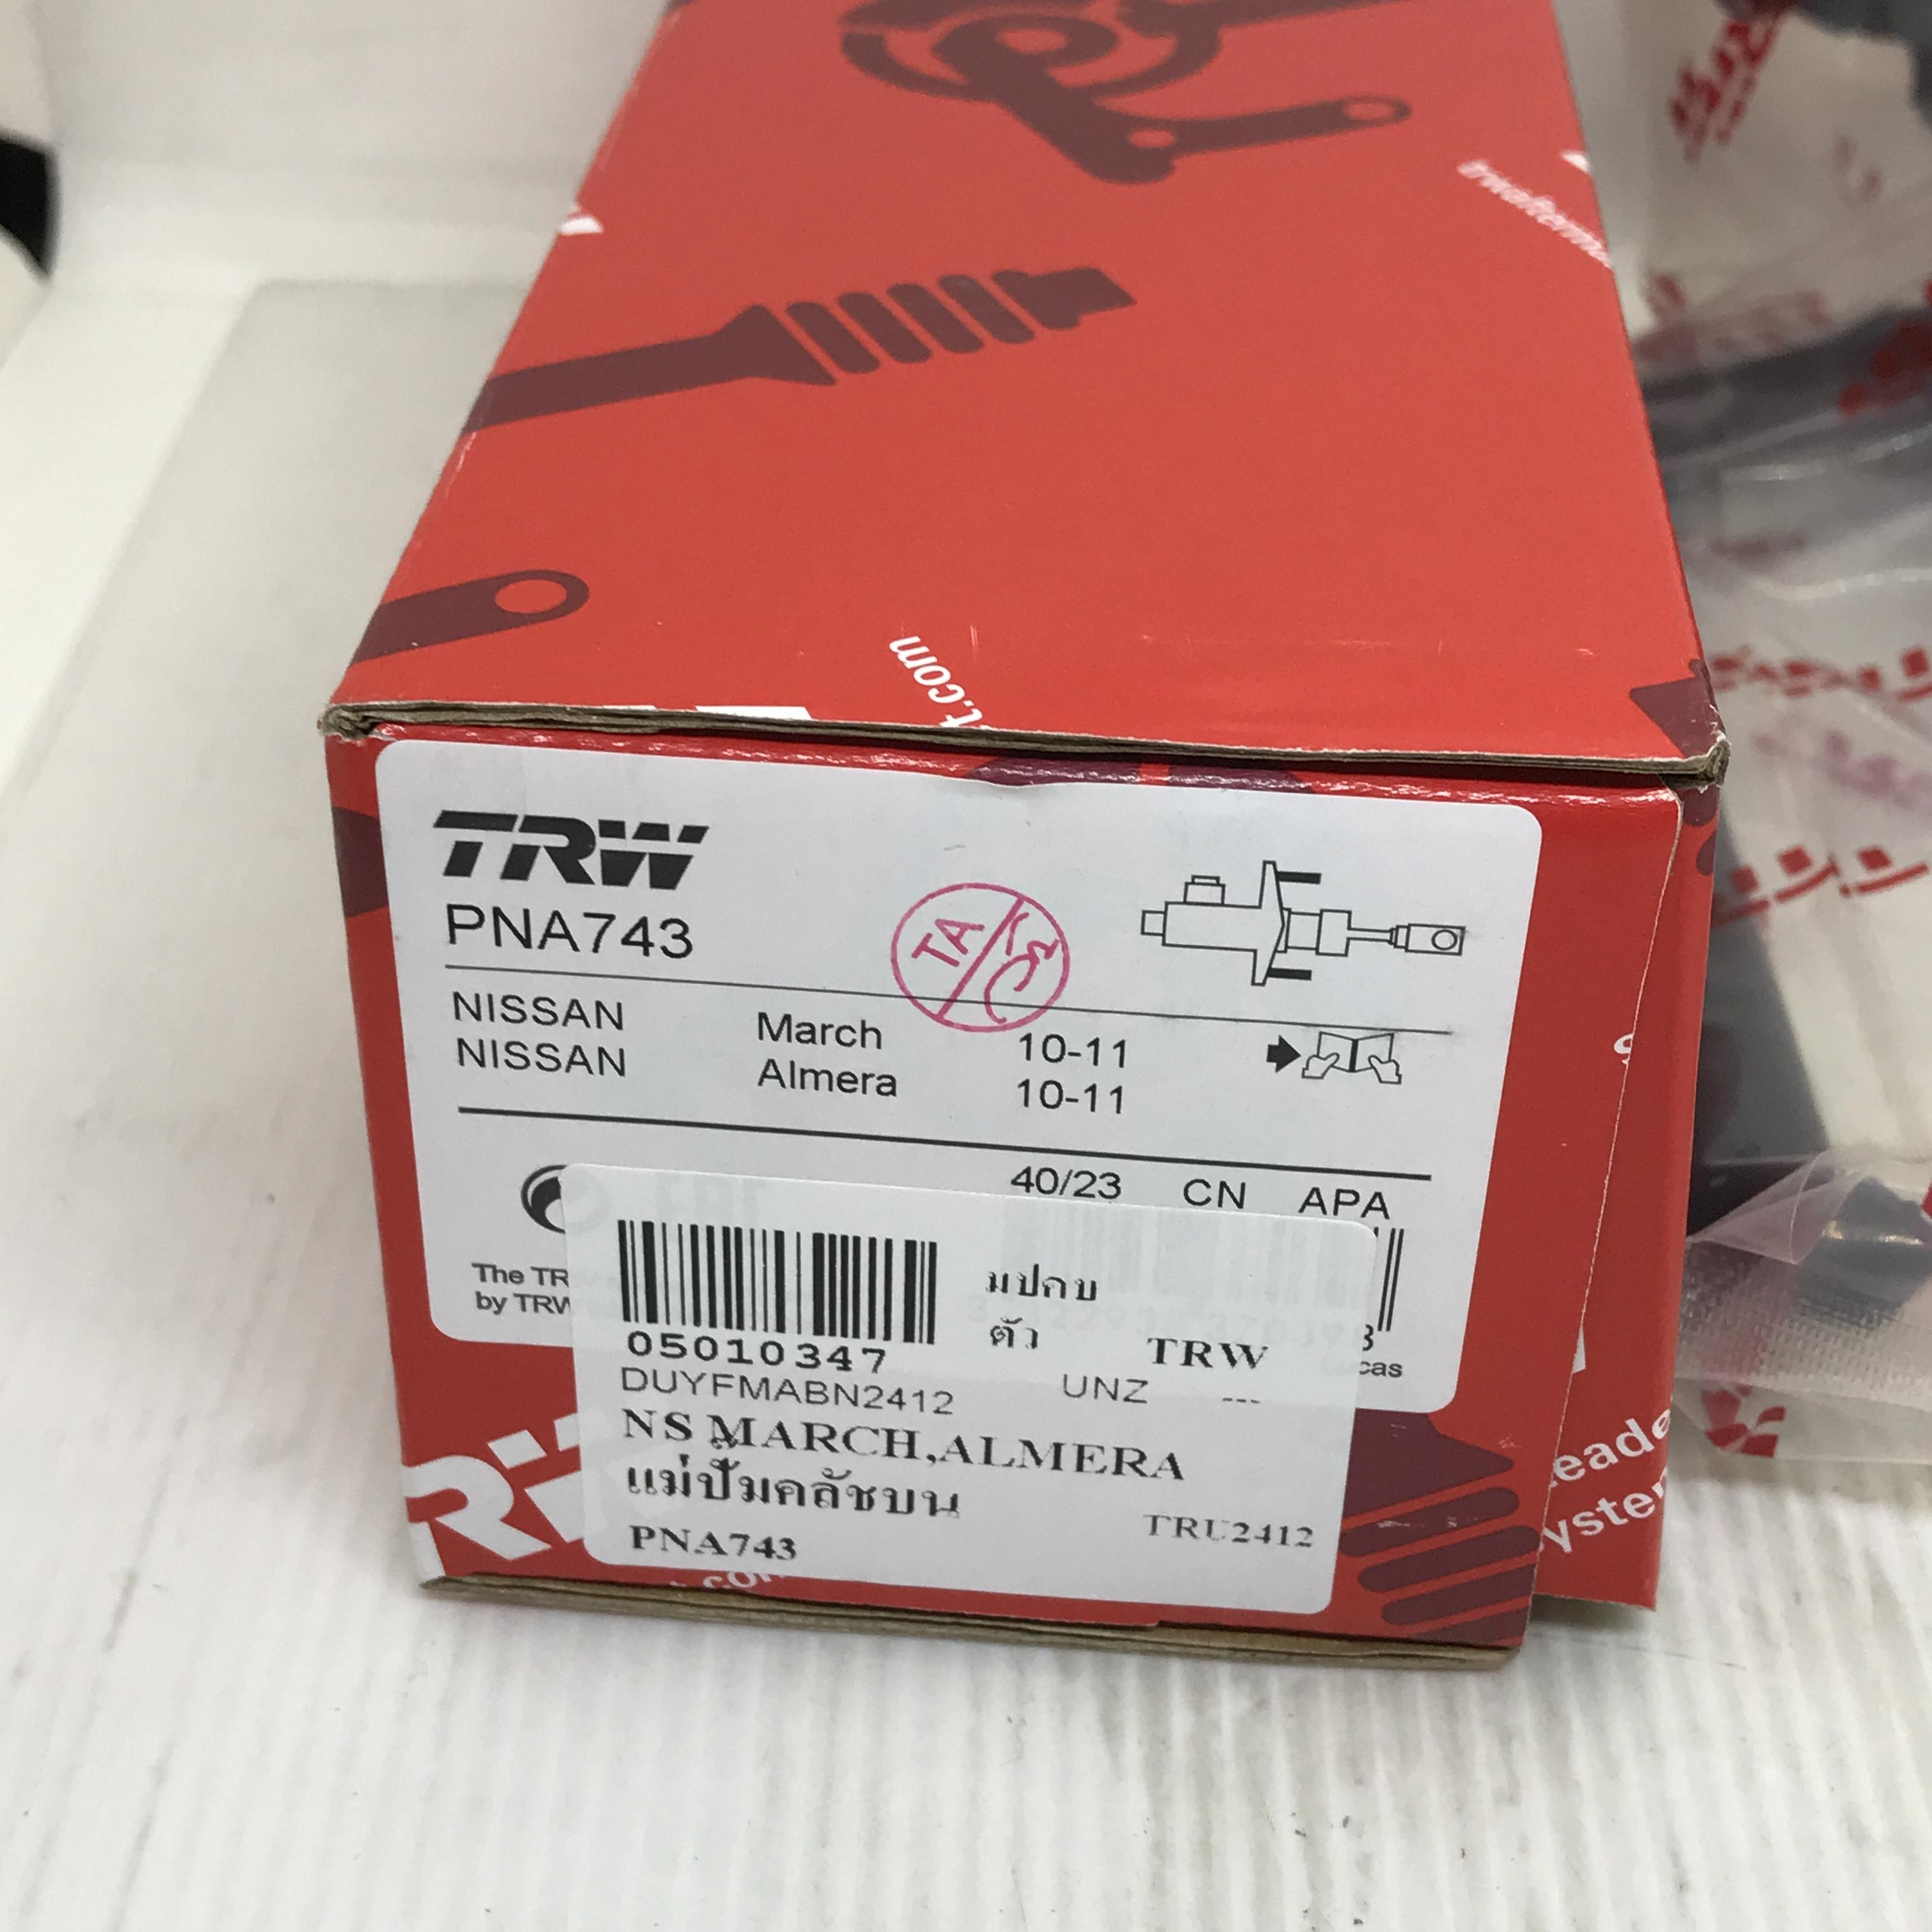 t.com
TRW
PNA743
TA
NISSAN March 10-11
NISSAN Almera 10-11
40/23 CN APA
The TR
by TRW
05010347
มปกบ
ตัว TRW
DUYFMABN2412 UNZ ---
NS MARCH,ALMERA
แม่ปั๊มคลัชบน
TRU2412
PNA743